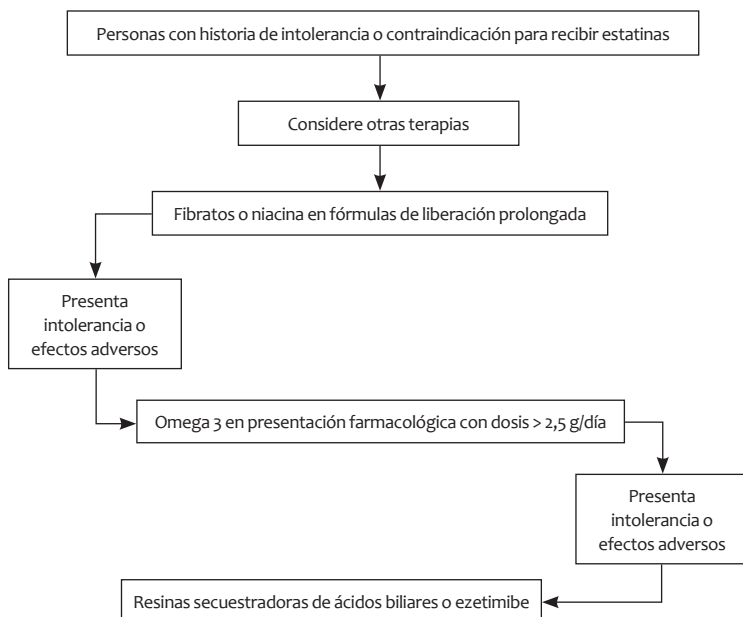 Personas con historia de intolerancia o contraindicación para recibir estatinas
Considere otras terapias
Fibratos o niacina en fórmulas de liberación prolongada
Presenta
intolerancia o
efectos adversos
Omega 3 en presentación farmacológica con dosis > 2,5 g/día
Presenta
intolerancia o
efectos adversos
Resinas secuestradoras de ácidos biliares o ezetimibe